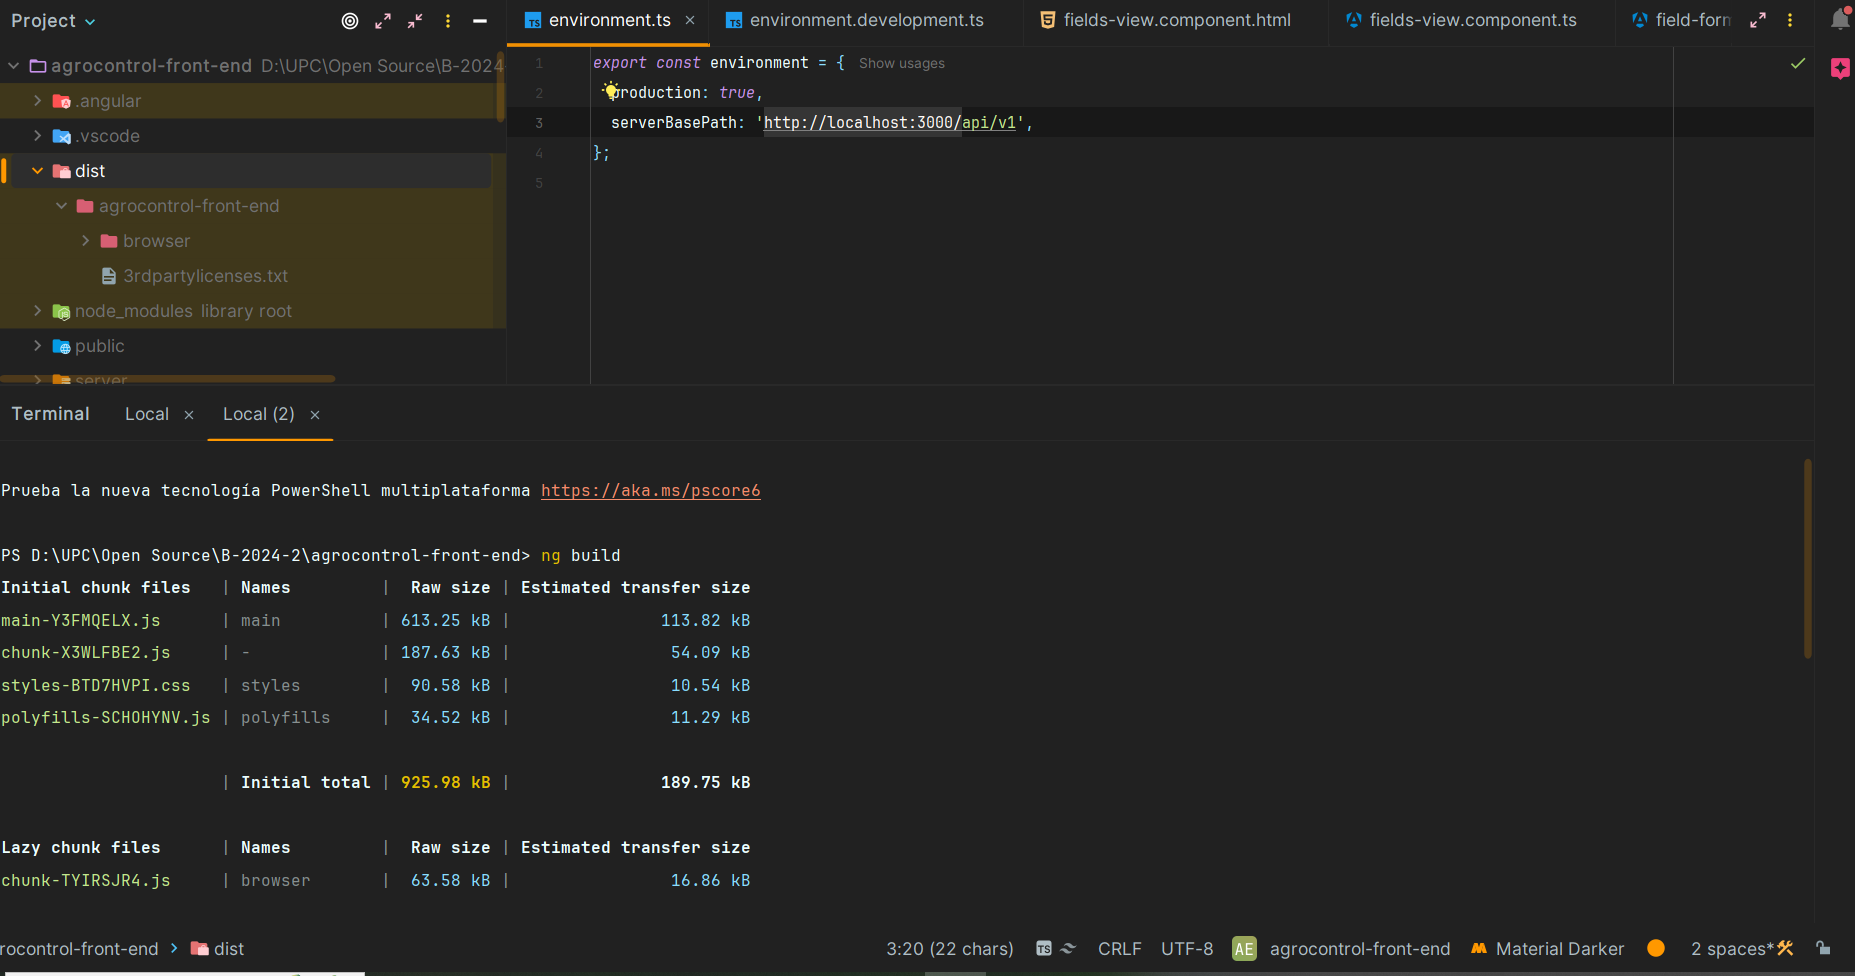 Project
environment.ts
environment.development.ts
fields-view.component.html
fields-view.component.ts
field-forn
agrocontrol-front-end D:\UPC\Open Source\B-2024
.angular
.vscode
dist
agrocontrol-front-end
browser
3rdpartylicenses.txt
node_modules library root
public
server
1 export const environment = { Show usages
2 production: true,
3 serverBasePath: 'http://localhost:3000/api/v1',
4 };
5
Terminal Local Local (2)
Prueba la nueva tecnología PowerShell multiplataforma https://aka.ms/pscore6
PS D:\UPC\Open Source\B-2024-2\agrocontrol-front-end> ng build
Initial chunk files | Names | Raw size | Estimated transfer size
main-Y3FMQELX.js | main | 613.25 kB | 113.82 kB
chunk-X3WLFBE2.js | - | 187.63 kB | 54.09 kB
styles-BTD7HVPI.css | styles | 90.58 kB | 10.54 kB
polyfills-SCHOHYNV.js | polyfills | 34.52 kB | 11.29 kB
| Initial total | 925.98 kB | 189.75 kB
Lazy chunk files | Names | Raw size | Estimated transfer size
chunk-TYIRSJR4.js | browser | 63.58 kB | 16.86 kB
rocontrol-front-end > dist
3:20 (22 chars) CRLF UTF-8 AE agrocontrol-front-end Material Darker 2 spaces*